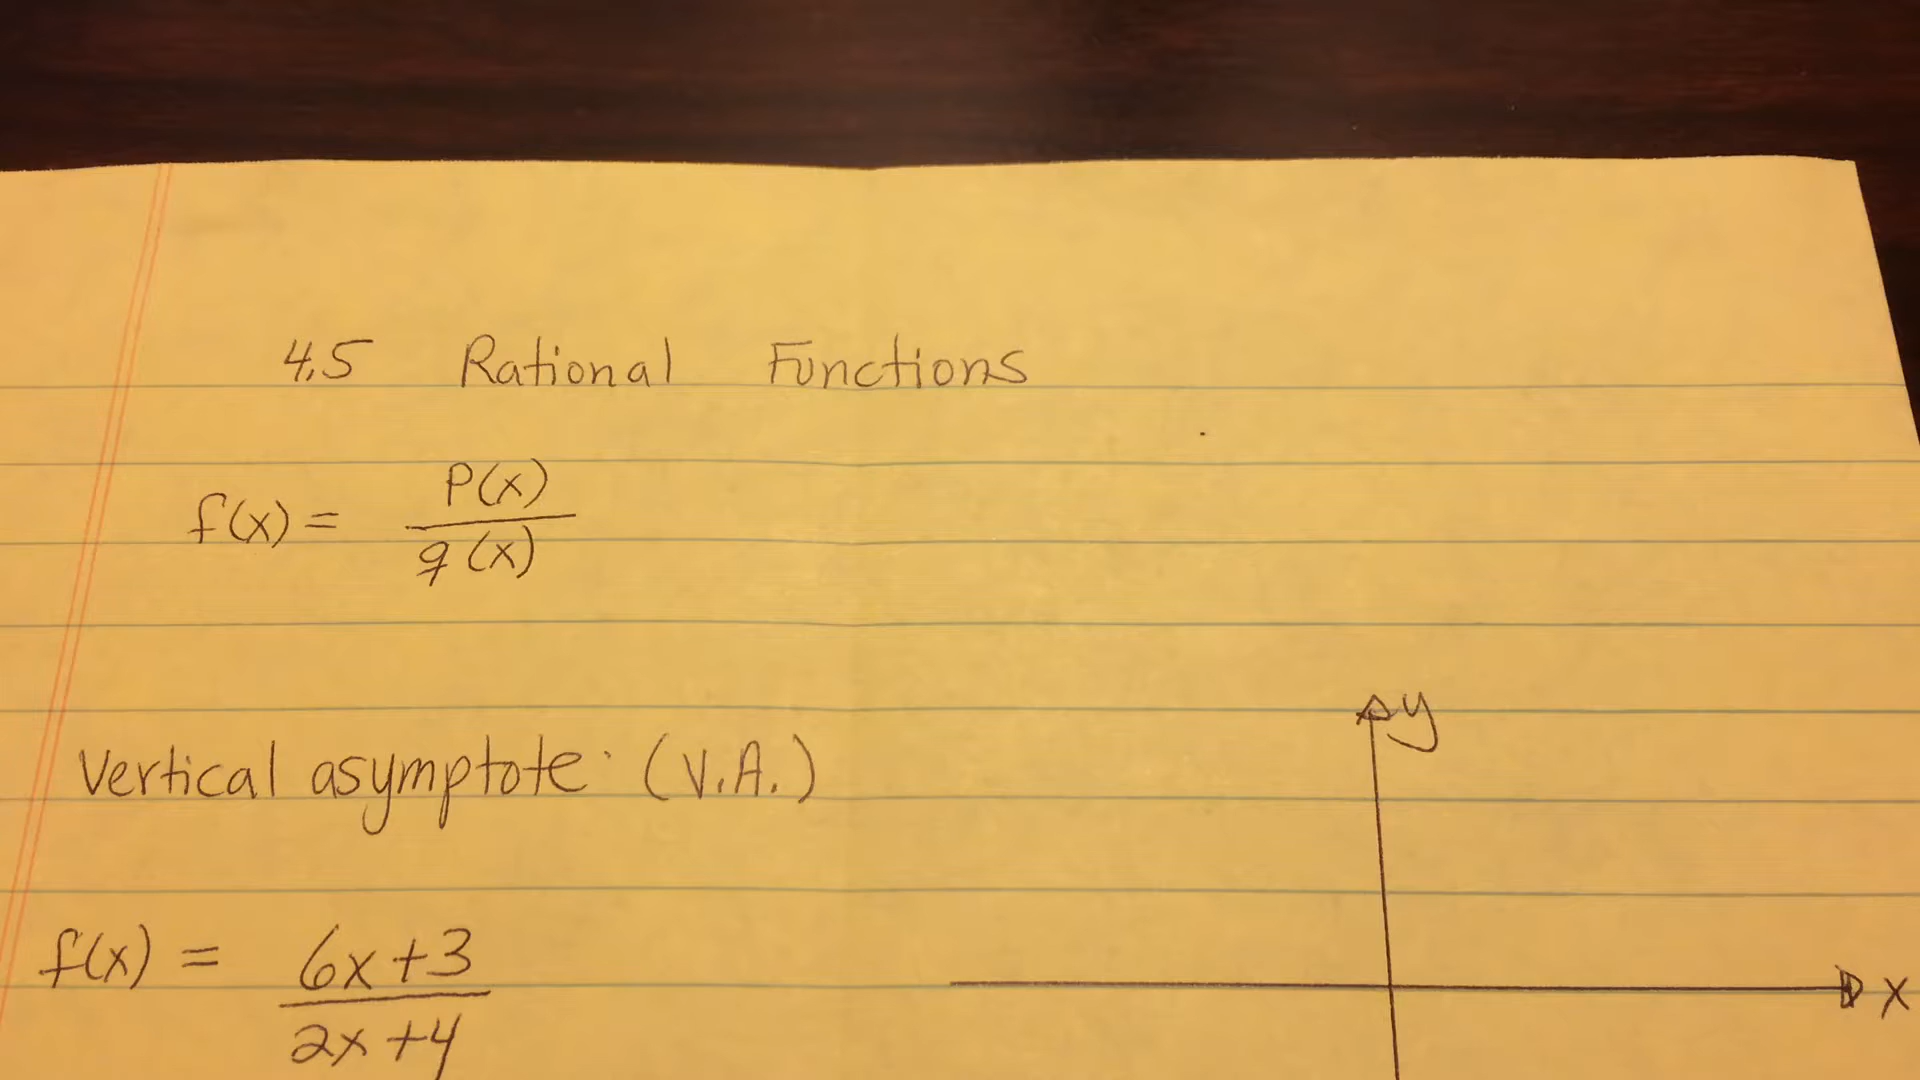 4.5 Rational Functions
f(x) = P(x)/q(x)
Vertical asymptote: (V.A.)
y
f(x) = 6x+3/2x+4
x